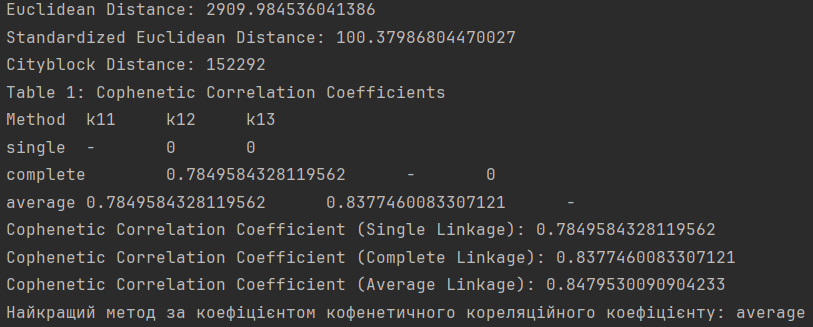 Euclidean Distance: 2909.984536041386
Standardized Euclidean Distance: 100.37986804470027
Cityblock Distance: 152292
Table 1: Cophenetic Correlation Coefficients
Method k11 k12 k13
single - 0 0
complete 0.7849584328119562 - 0
average 0.7849584328119562 0.8377460083307121 -
Cophenetic Correlation Coefficient (Single Linkage): 0.7849584328119562
Cophenetic Correlation Coefficient (Complete Linkage): 0.8377460083307121
Cophenetic Correlation Coefficient (Average Linkage): 0.8479530090904233
Найкращий метод за коефіцієнтом кофенетичного кореляційного коефіцієнту: average